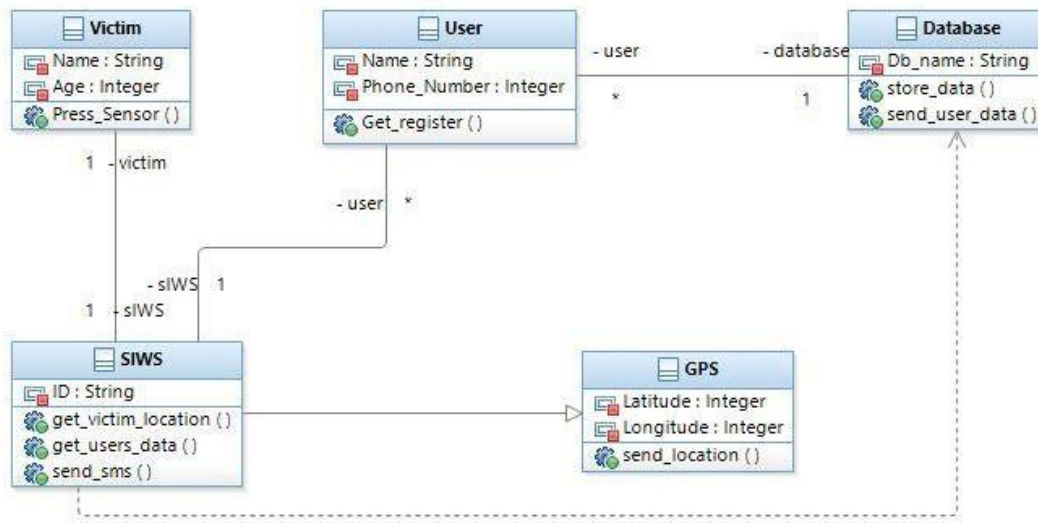 Victim
Name : String
Age : Integer
Press_Sensor ( )
User
Name : String
Phone_Number : Integer
Get_register ( )
- user
*
- database
1
Database
Db_name : String
store_data ( )
send_user_data ( )
1 - victim
- user *
- sIWS 1
1 - sIWS
SIWS
ID : String
get_victim_location ( )
get_users_data ( )
send_sms ( )
GPS
Latitude : Integer
Longitude : Integer
send_location ( )